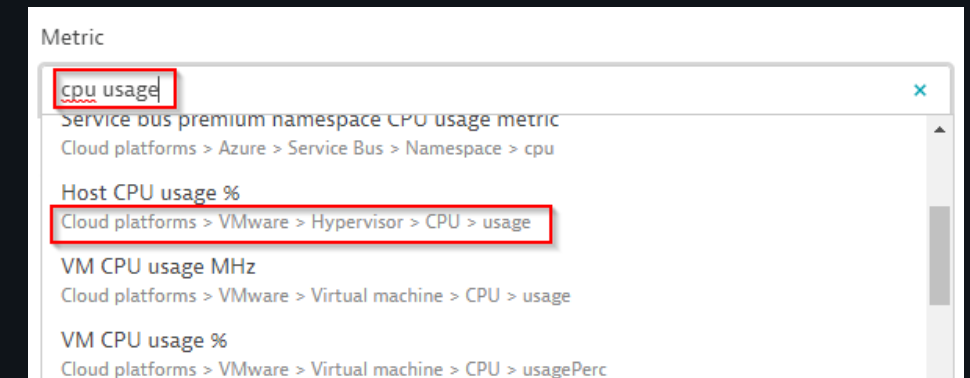 Metric
cpu usage
Service bus premium namespace CPU usage metric
Cloud platforms > Azure > Service Bus > Namespace > cpu
Host CPU usage %
Cloud platforms > VMware > Hypervisor > CPU > usage
VM CPU usage MHz
Cloud platforms > VMware > Virtual machine > CPU > usage
VM CPU usage %
Cloud platforms > VMware > Virtual machine > CPU > usagePerc